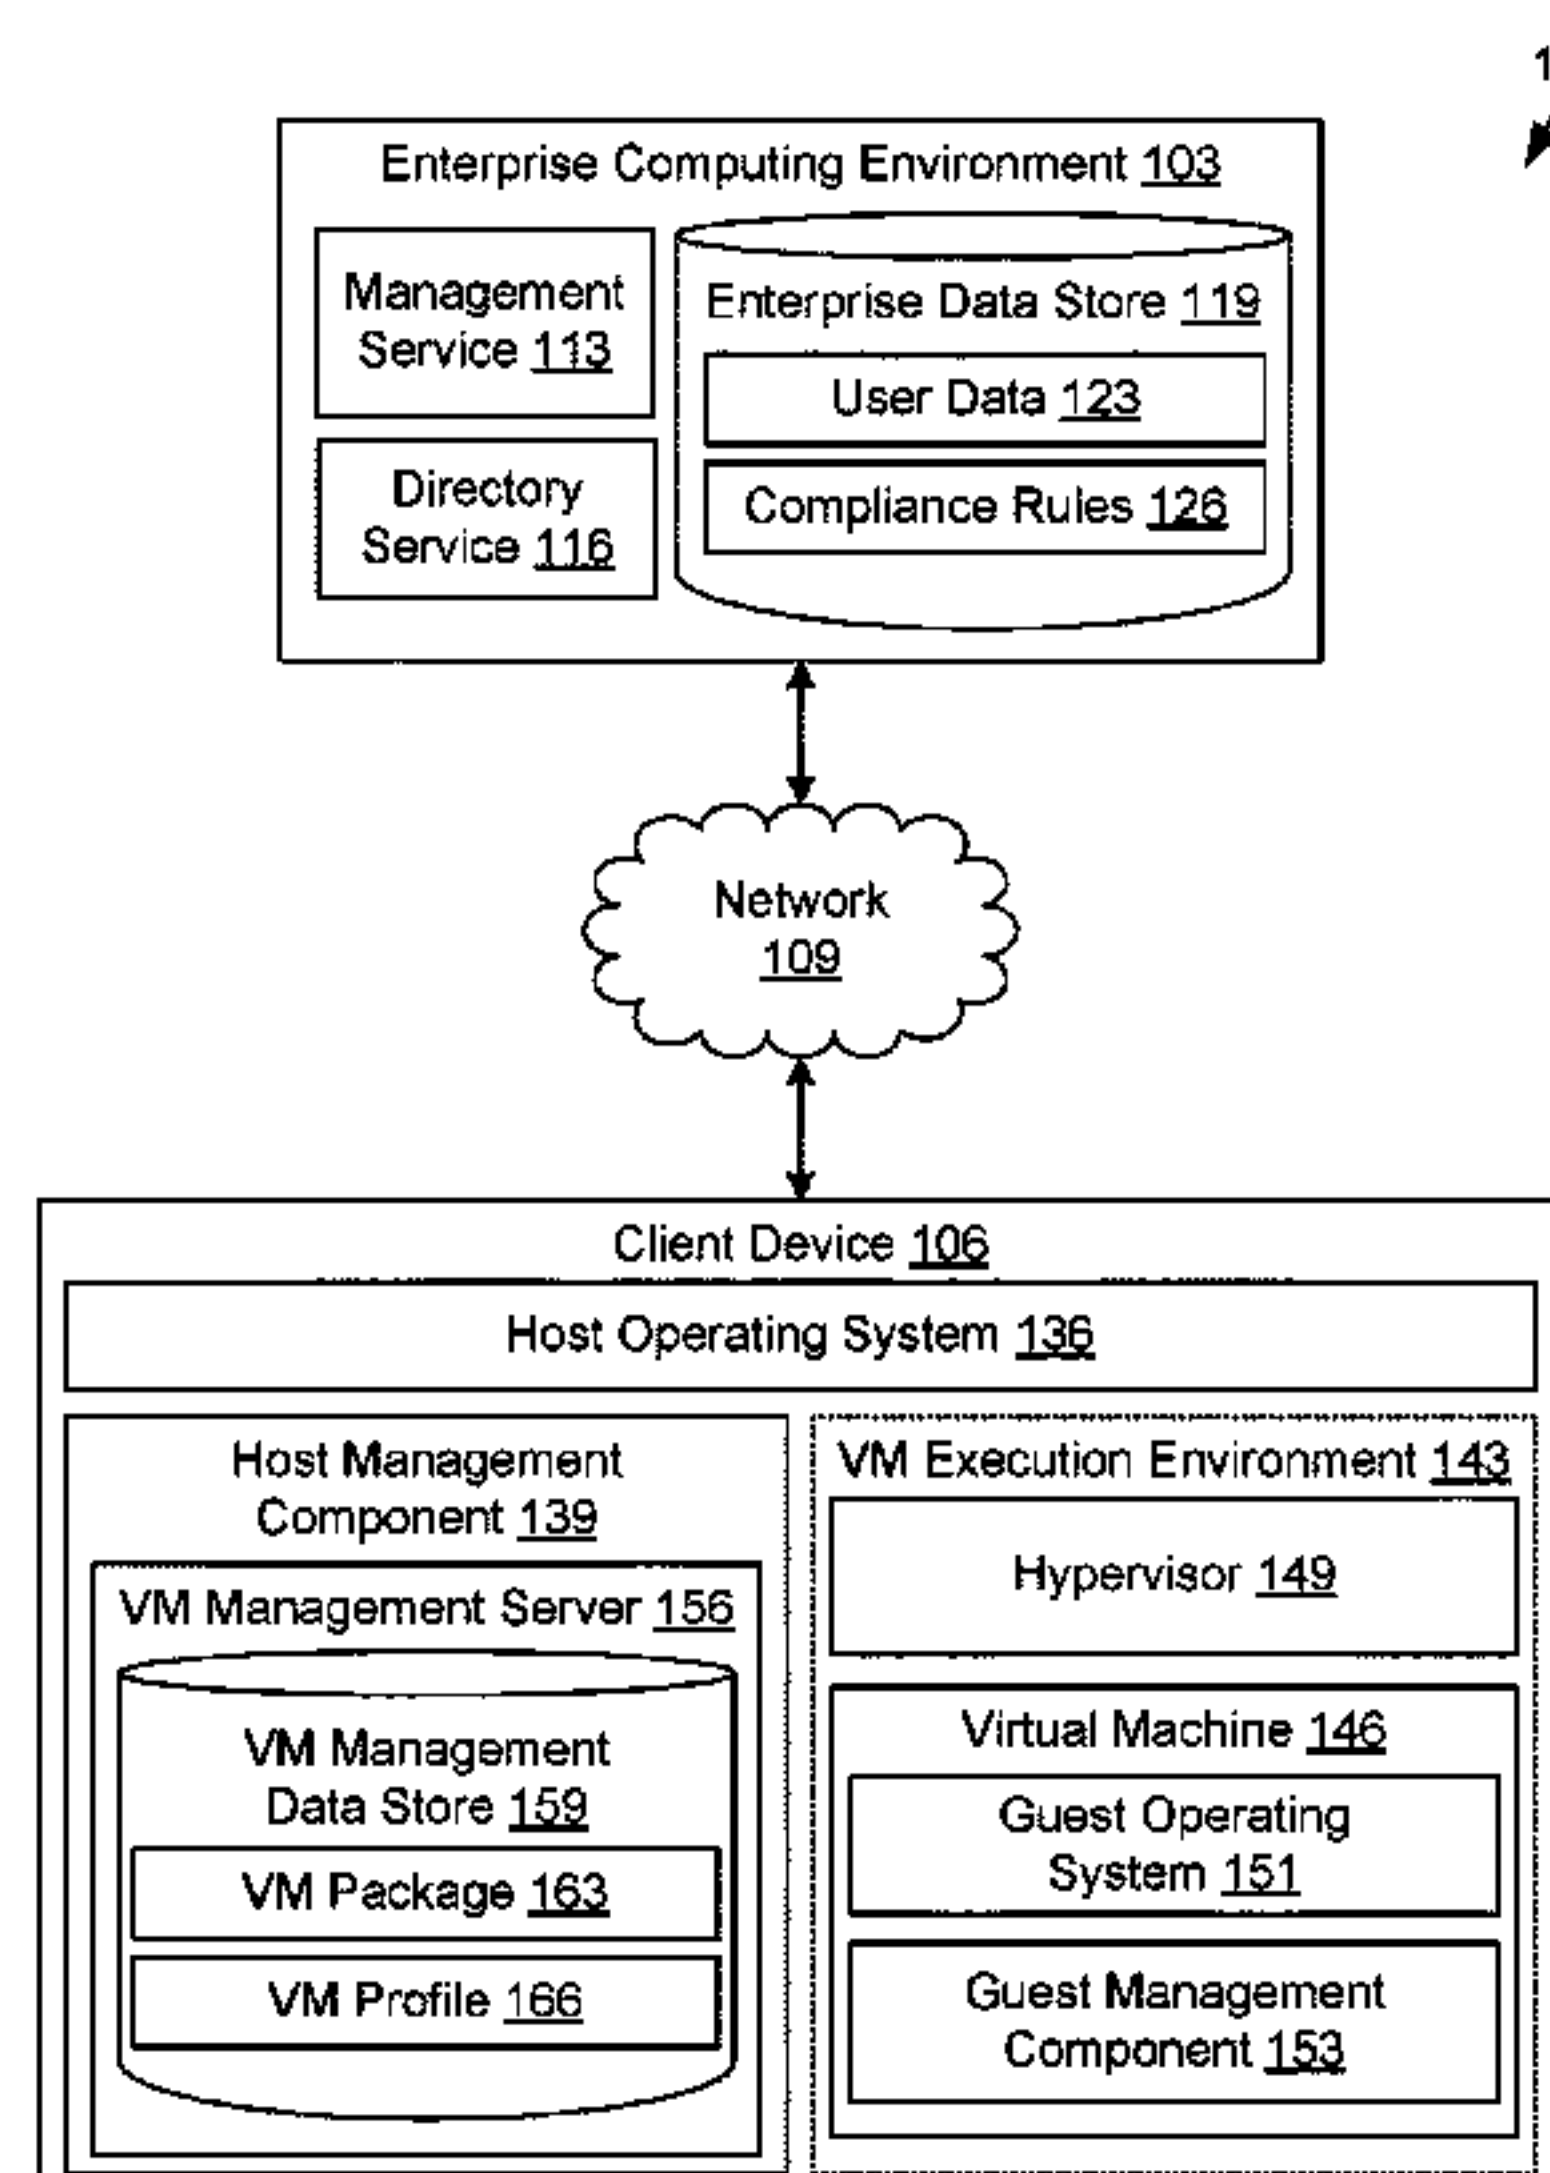 1
Enterprise Computing Environment 103
Management
Service 113
Directory
Service 116
Enterprise Data Store 119
User Data 123
Compliance Rules 126
Network
109
Client Device 106
Host Operating System 136
Host Management
Component 139
VM Management Server 156
VM Management
Data Store 159
VM Package 163
VM Profile 166
VM Execution Environment 143
Hypervisor 149
Virtual Machine 146
Guest Operating
System 151
Guest Management
Component 153